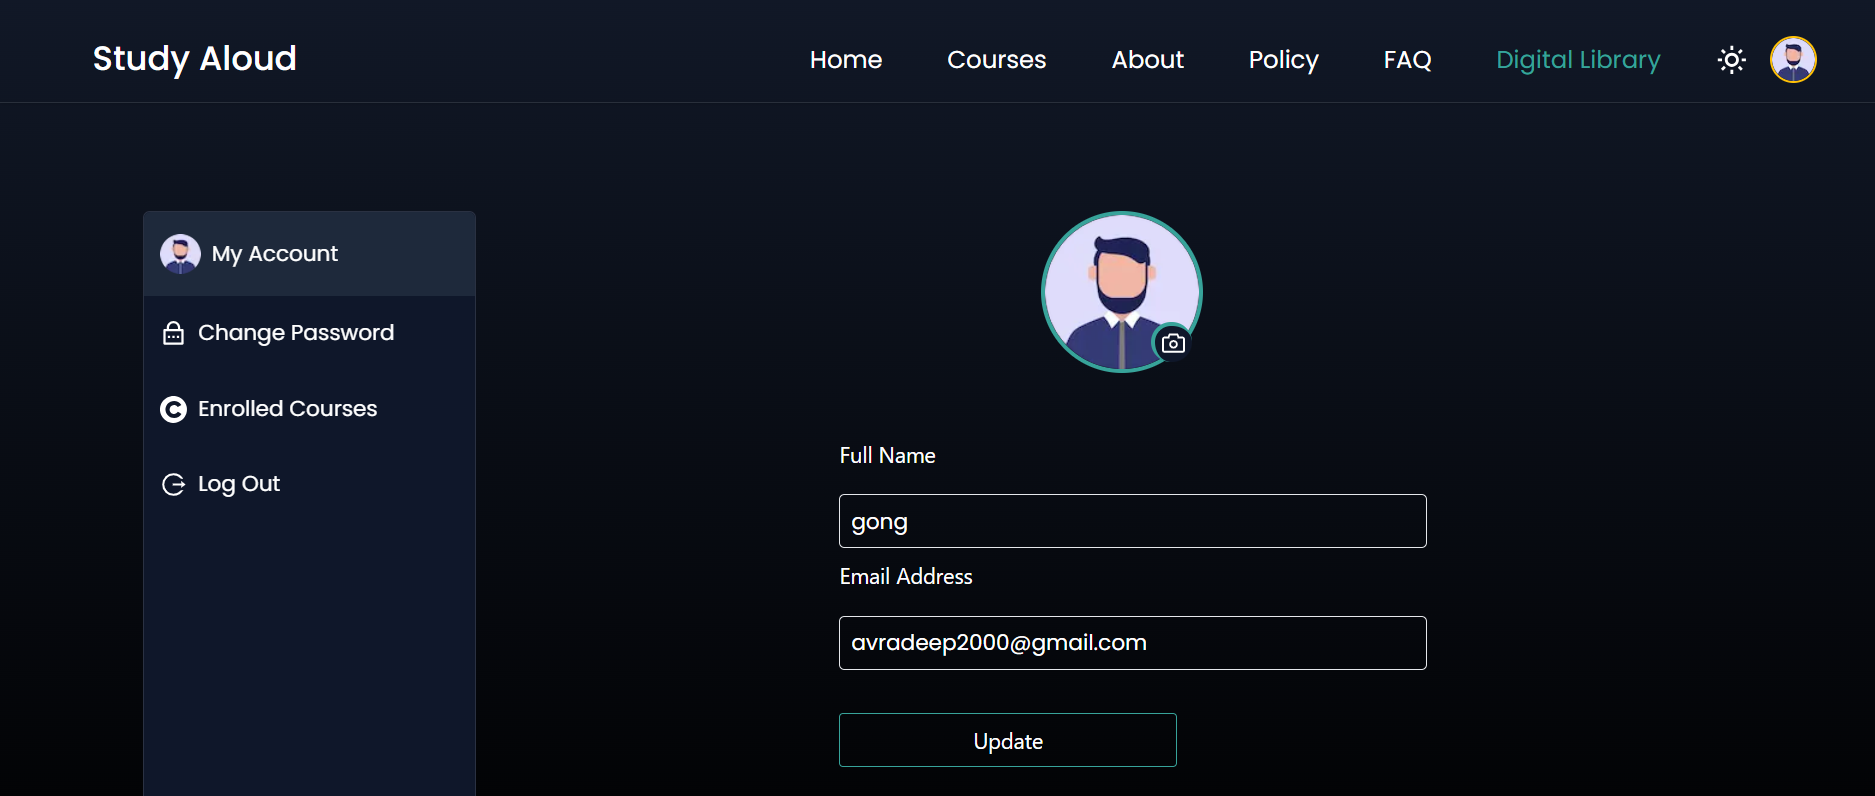 Study Aloud
Home Courses About Policy FAQ Digital Library
My Account
Change Password
Enrolled Courses
Log Out
Full Name
gong
Email Address
avradeep2000@gmail.com
Update